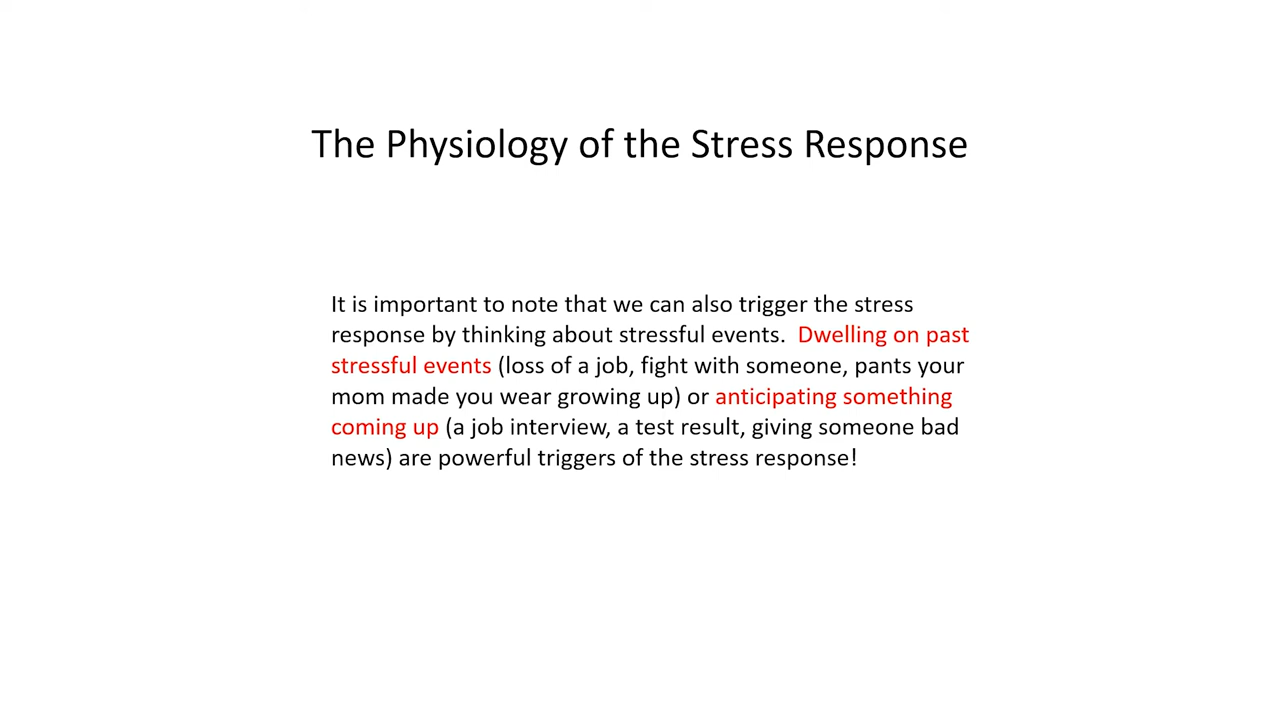 The Physiology of the Stress Response
It is important to note that we can also trigger the stress
response by thinking about stressful events.  Dwelling on past
stressful events (loss of a job, fight with someone, pants your
mom made you wear growing up) or anticipating something
coming up (a job interview, a test result, giving someone bad
news) are powerful triggers of the stress response!